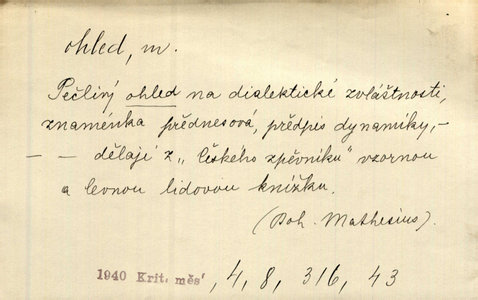 ohled, m.
Pečlivý ohled na dialektické zvláštnosti,
znaménka přednesová, předpis dynamiky, –
– – dělají z „Českého zpěvníku" vzornou
a levnou lidovou knížku.
(Boh. Mathesius).
1940 Krit. měs', 4, 8, 316, 43